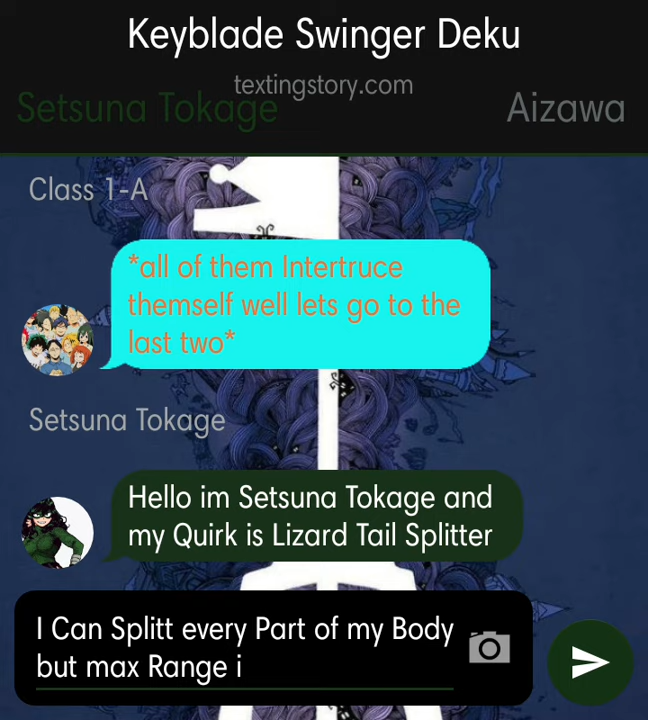 Keyblade Swinger Deku
textingstory.com
Setsuna Tokage
Aizawa
Class 1-A
*all of them Intertruce
themself well lets go to the
last two*
Setsuna Tokage
Hello im Setsuna Tokage and
my Quirk is Lizard Tail Splitter
I Can Splitt every Part of my Body
but max Range i